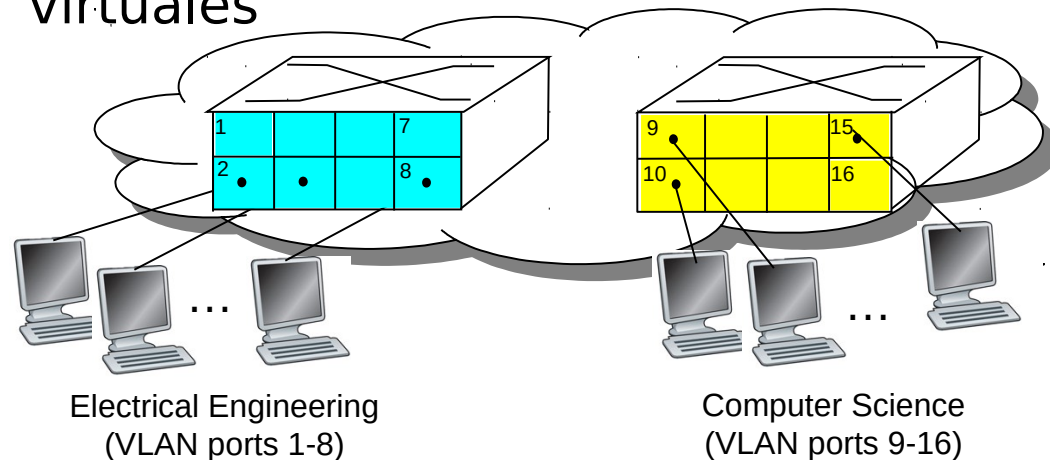 virtuales
1 7
2 8
9 15
10 16
...
...
Electrical Engineering
(VLAN ports 1-8)
Computer Science
(VLAN ports 9-16)